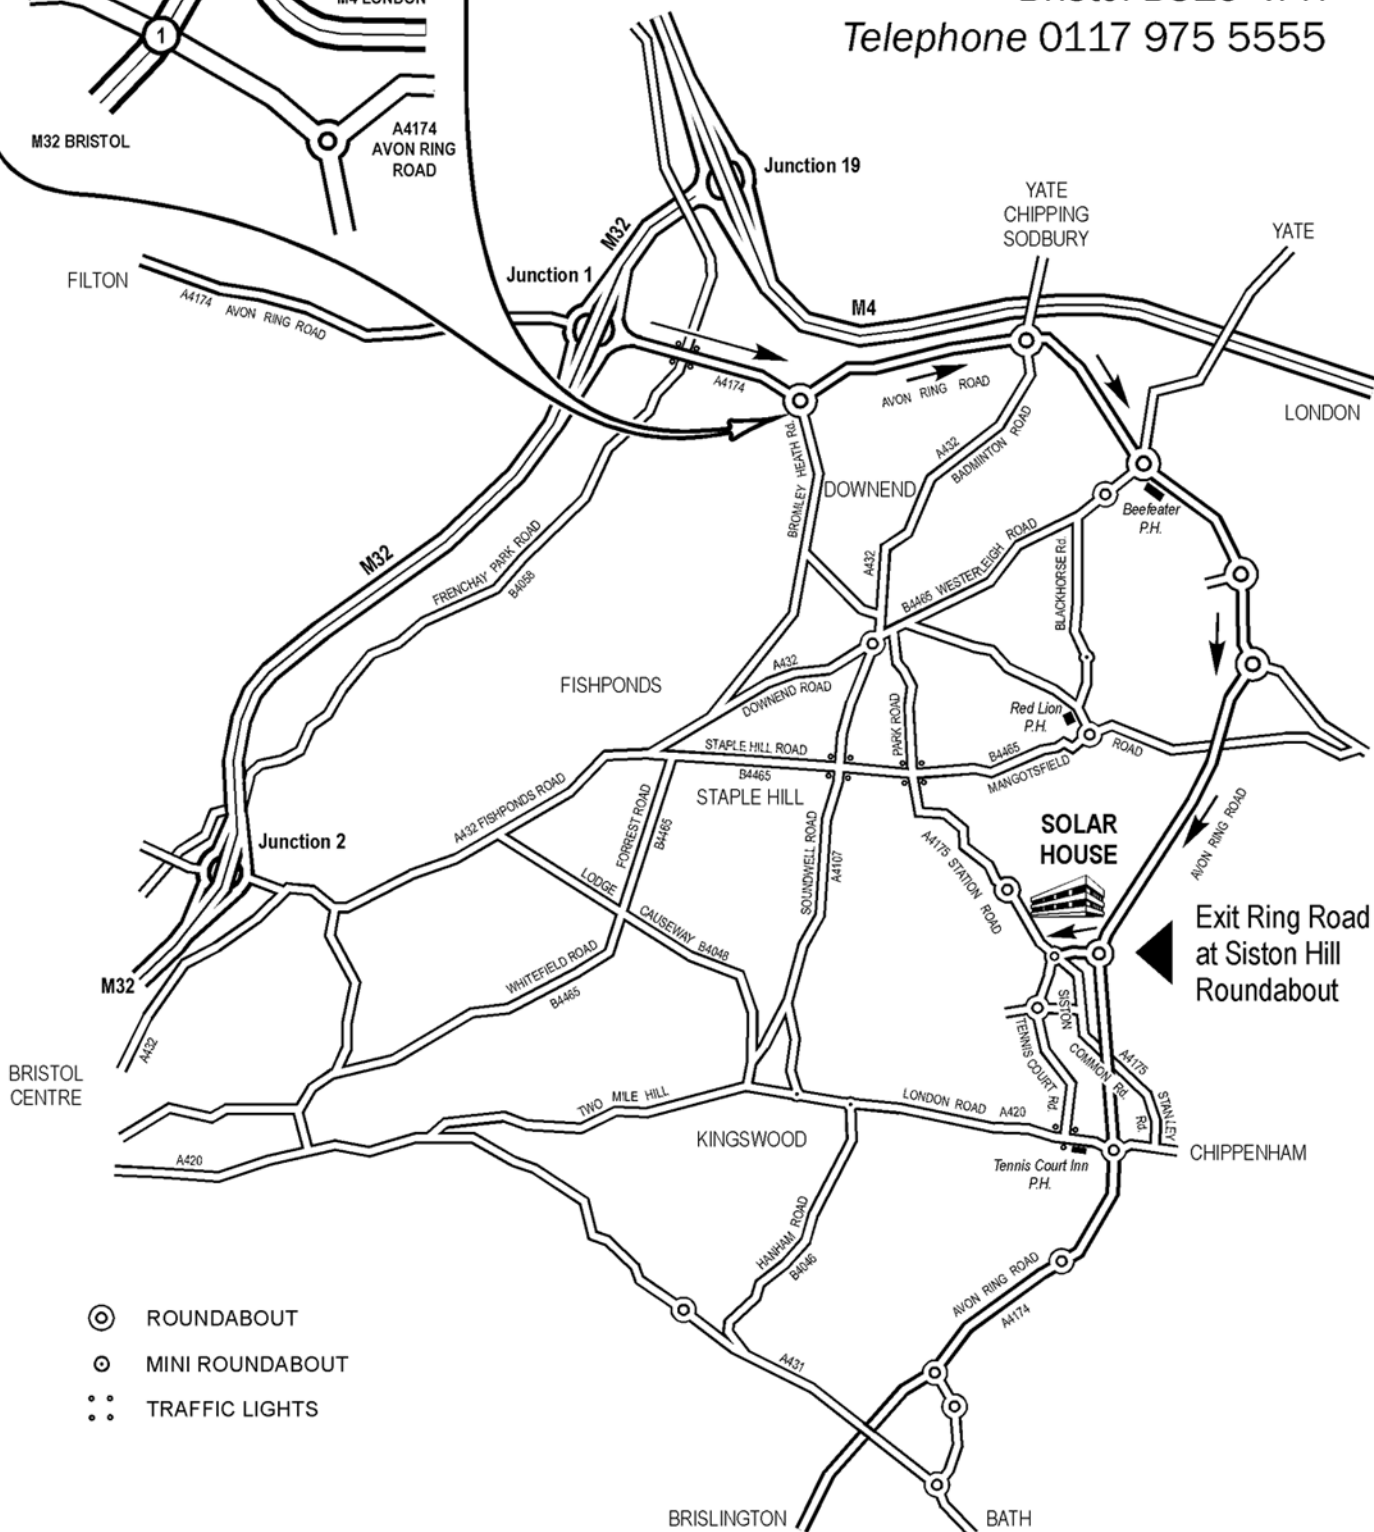 Telephone 0117 975 5555
M4 LONDON
1
M32 BRISTOL
A4174
AVON RING
ROAD
Junction 19
YATE
CHIPPING
SODBURY
YATE
FILTON
A4174 AVON RING ROAD
Junction 1
M32
M4
A4174
AVON RING ROAD
LONDON
BROMLEY HEATH Rd.
DOWNEND
A432
BADMINTON ROAD
Beefeater
P.H.
M32
FRENCHAY PARK ROAD
B4058
A432
B4465 WESTERLEIGH ROAD
BLACKHORSE Rd.
FISHPONDS
A432
DOWNEND ROAD
PARK ROAD
Red Lion
P.H.
STAPLE HILL ROAD
B4465
STAPLE HILL
B4465
MANGOTSFIELD ROAD
A432 FISHPONDS ROAD
FORREST ROAD
B4465
SOUNDWELL ROAD
A4107
A4175 STATION ROAD
SOLAR
HOUSE
AVON RING ROAD
Junction 2
LODGE CAUSEWAY B4048
Exit Ring Road
at Siston Hill
Roundabout
WHITEFIELD ROAD
B4465
M32
A432
SISTON COMMON Rd.
TENNIS COURT Rd.
A4175
STANLEY Rd.
BRISTOL
CENTRE
TWO MILE HILL
LONDON ROAD A420
KINGSWOOD
A420
CHIPPENHAM
Tennis Court Inn
P.H.
HANHAM ROAD
B4046
AVON RING ROAD
A4174
ROUNDABOUT
MINI ROUNDABOUT
TRAFFIC LIGHTS
A431
BRISLINGTON
BATH